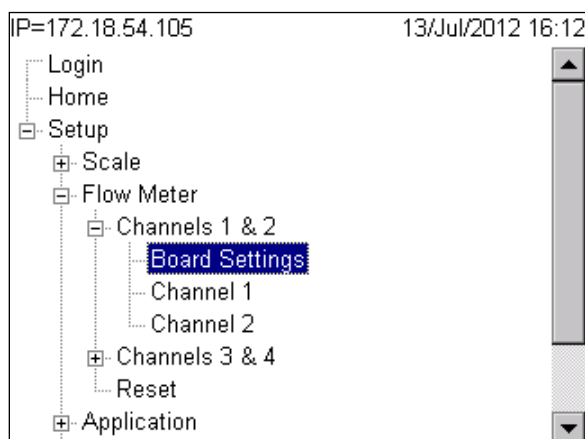 IP=172.18.54.105 13/Jul/2012 16:12
Login
Home
Setup
Scale
Flow Meter
Channels 1 & 2
Board Settings
Channel 1
Channel 2
Channels 3 & 4
Reset
Application